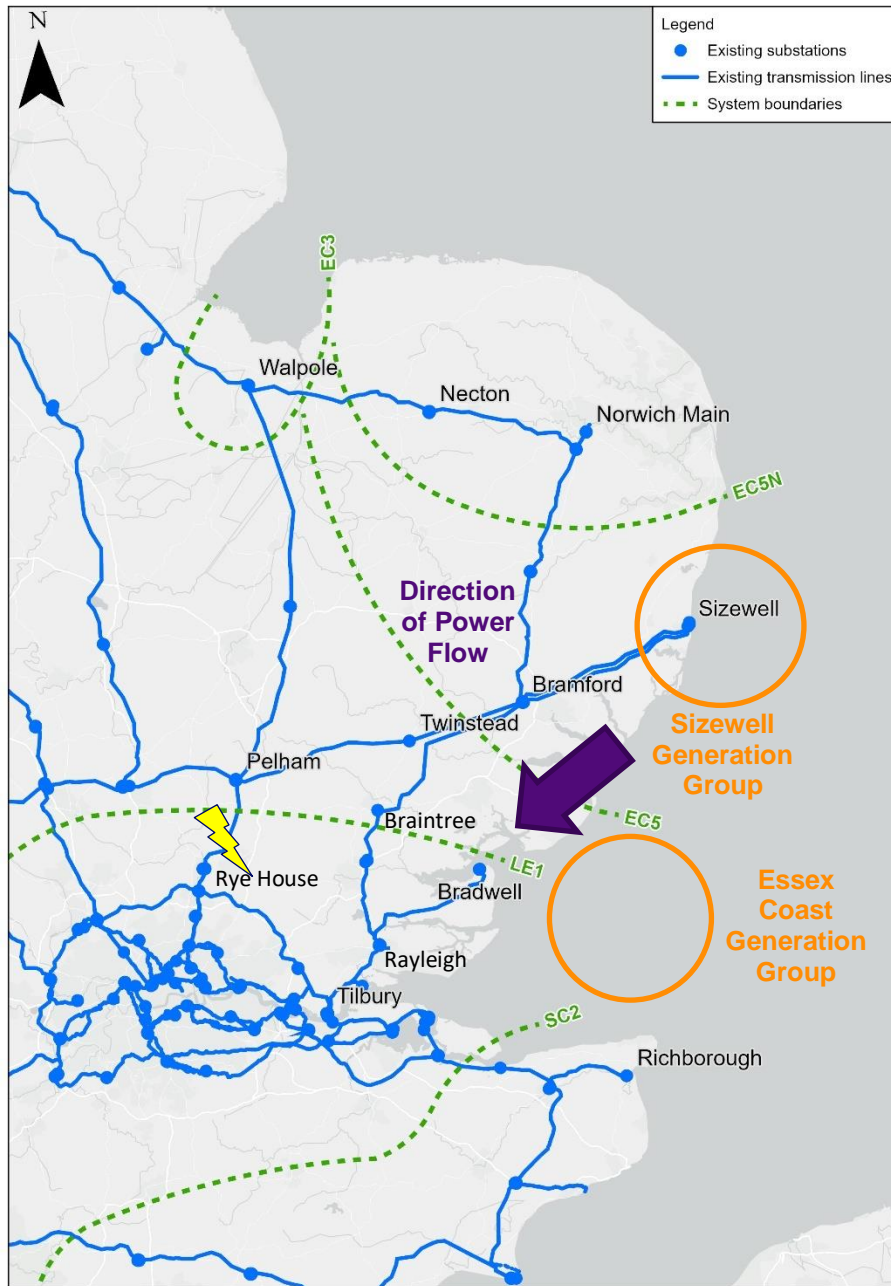 N
Legend
Existing substations
Existing transmission lines
System boundaries
EC3
Walpole
Necton
Norwich Main
EC5N
Direction
of Power
Flow
Sizewell
Bramford
Sizewell
Generation
Group
Twinstead
Pelham
Braintree
EC5
LE1
Rye House
Bradwell
Essex
Coast
Generation
Group
Rayleigh
Tilbury
SC2
Richborough